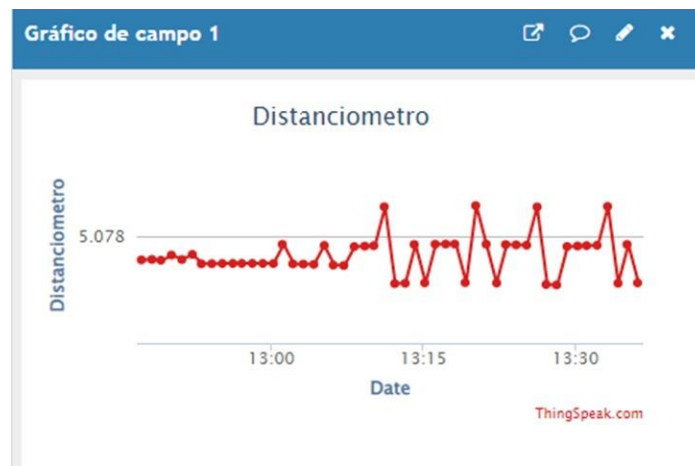 Gráfico de campo 1
Distanciometro
Distanciometro
5.078
13:00 13:15 13:30
Date
ThingSpeak.com